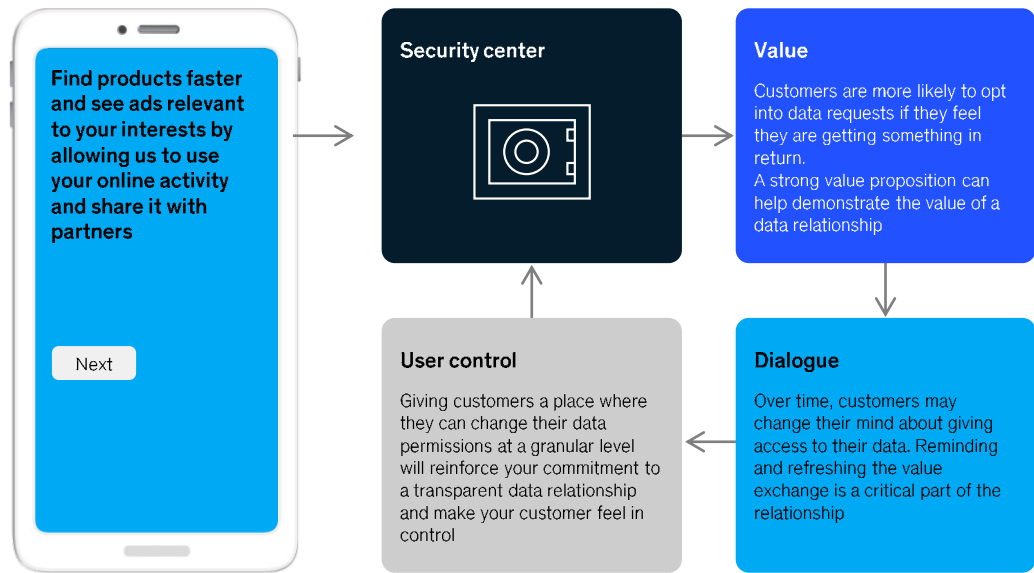 Find products faster
and see ads relevant
to your interests by
allowing us to use
your online activity
and share it with
partners
Next
Security center
Value
Customers are more likely to opt
into data requests if they feel
they are getting something in
return.
A strong value proposition can
help demonstrate the value of a
data relationship
User control
Giving customers a place where
they can change their data
permissions at a granular level
will reinforce your commitment to
a transparent data relationship
and make your customer feel in
control
Dialogue
Over time, customers may
change their mind about giving
access to their data. Reminding
and refreshing the value
exchange is a critical part of the
relationship